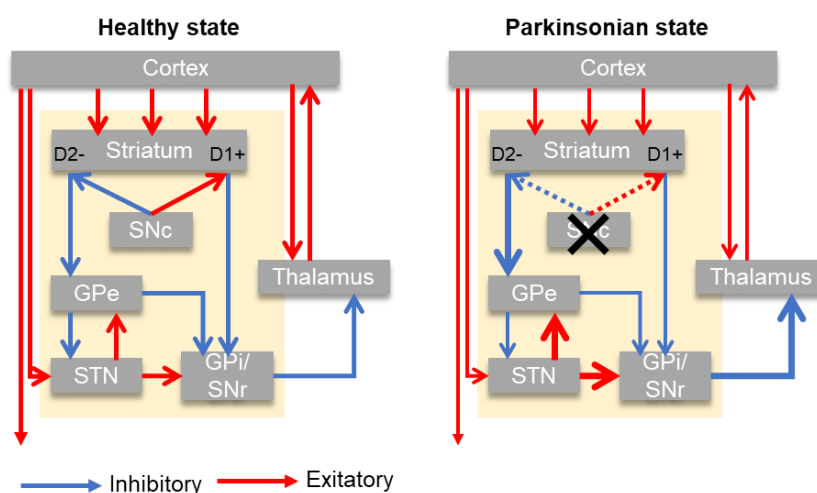 Healthy state
Cortex
D2-
Striatum
D1+
SNc
GPe
Thalamus
STN
GPi/
SNr
Parkinsonian state
Cortex
D2-
Striatum
D1+
SNc
GPe
Thalamus
STN
GPi/
SNr
Inhibitory
Exitatory